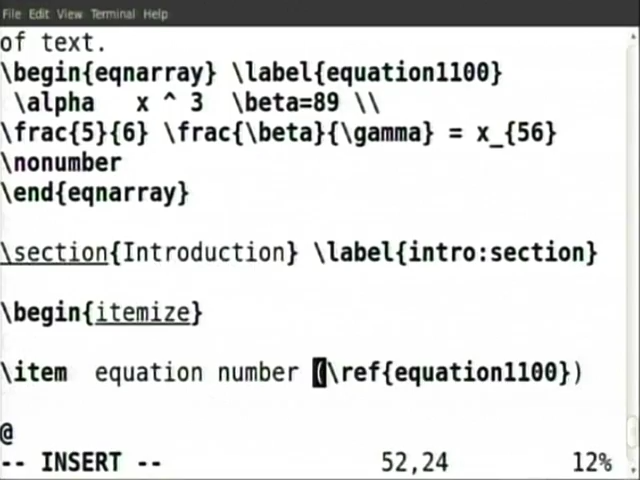 File Edit View Terminal Help
of text.
\begin{eqnarray} \label{equation1100}
\alpha x ^ 3 \beta=89 \\
\frac{5}{6} \frac{\beta}{\gamma} = x_{56}
\nonumber
\end{eqnarray}
\section{Introduction} \label{intro:section}
\begin{itemize}
\item equation number (\ref{equation1100})
@
-- INSERT -- 52,24 12%